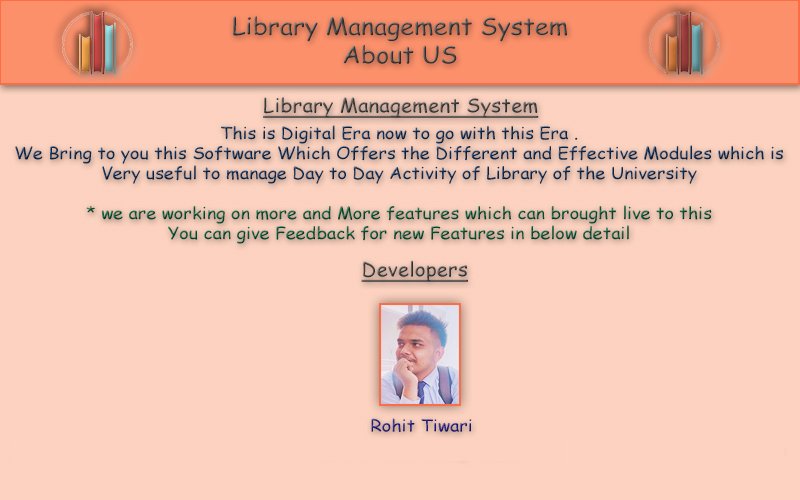 Library Management System
About US
Library Management System
This is Digital Era now to go with this Era .
We Bring to you this Software Which Offers the Different and Effective Modules which is
Very useful to manage Day to Day Activity of Library of the University
* we are working on more and More features which can brought live to this
You can give Feedback for new Features in below detail
Developers
Rohit Tiwari